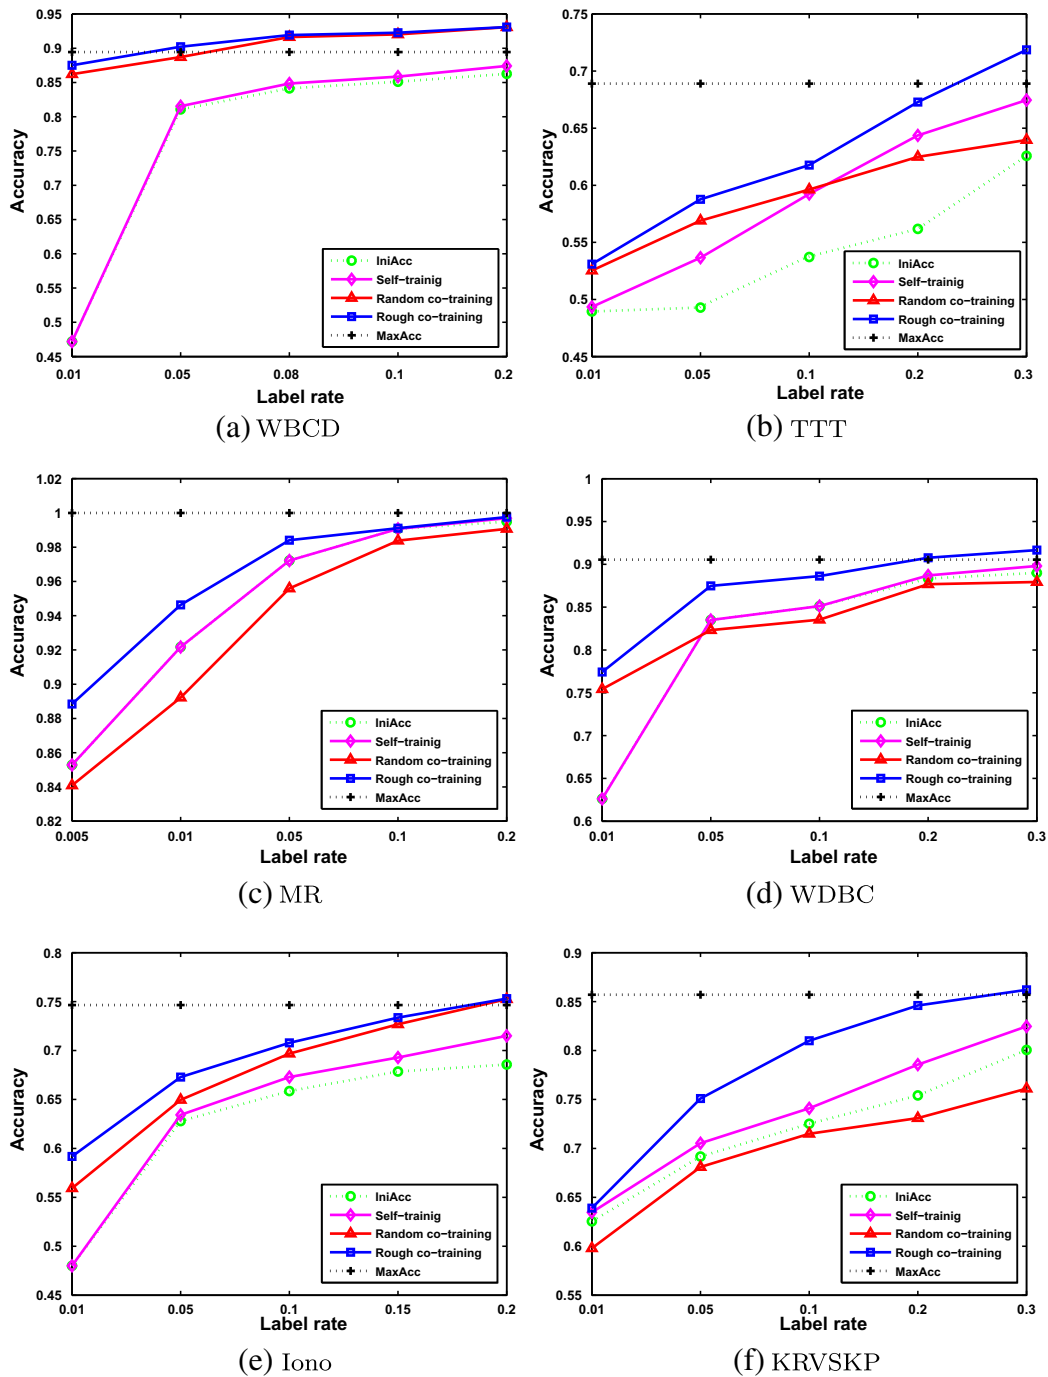 0.95
0.9
0.85
0.8
0.75
0.7
0.65
0.6
0.55
0.5
0.45
Accuracy
IniAcc
Self−trainig
Random co−training
Rough co−training
MaxAcc
0.01 0.05 0.08 0.1 0.2
Label rate
(a) WBCD
0.75
0.7
0.65
0.6
0.55
0.5
0.45
Accuracy
IniAcc
Self−trainig
Random co−training
Rough co−training
MaxAcc
0.01 0.05 0.1 0.2 0.3
Label rate
(b) TTT
1.02
1
0.98
0.96
0.94
0.92
0.9
0.88
0.86
0.84
0.82
Accuracy
IniAcc
Self−trainig
Random co−training
Rough co−training
MaxAcc
0.005 0.01 0.05 0.1 0.2
Label rate
(c) MR
1
0.95
0.9
0.85
0.8
0.75
0.7
0.65
0.6
Accuracy
IniAcc
Self−trainig
Random co−training
Rough co−training
MaxAcc
0.01 0.05 0.1 0.2 0.3
Label rate
(d) WDBC
0.8
0.75
0.7
0.65
0.6
0.55
0.5
0.45
Accuracy
IniAcc
Self−trainig
Random co−training
Rough co−training
MaxAcc
0.01 0.05 0.1 0.15 0.2
Label rate
(e) Iono
0.9
0.85
0.8
0.75
0.7
0.65
0.6
0.55
Accuracy
IniAcc
Self−trainig
Random co−training
Rough co−training
MaxAcc
0.01 0.05 0.1 0.2 0.3
Label rate
(f) KRVSKP